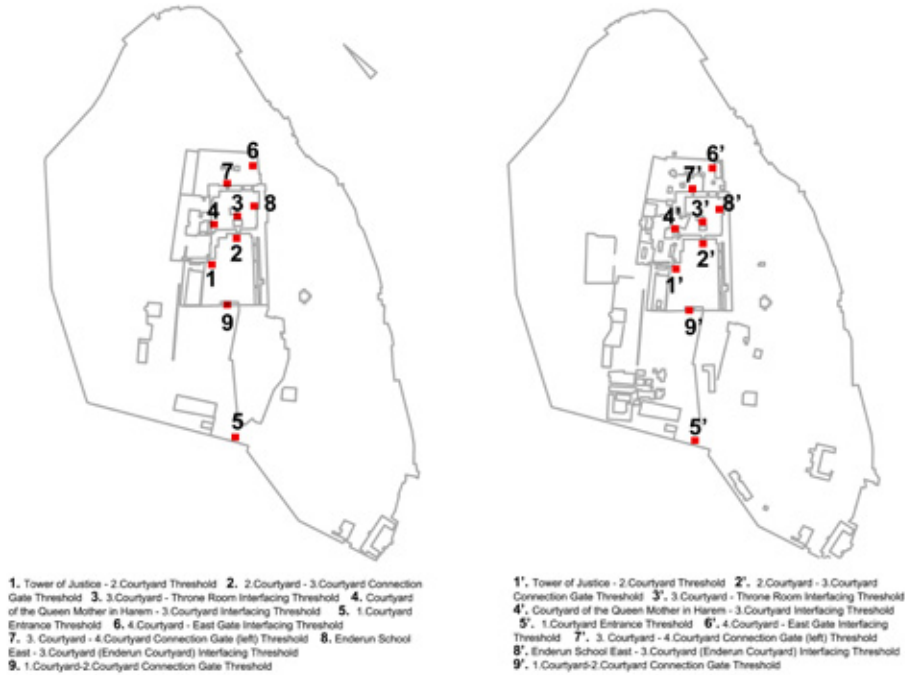 6
7
8
3
4
2
1
9
5
6’
7’
8’
3’
4’
2’
1’
9’
5’
1. Tower of Justice - 2.Courtyard Threshold 2. 2.Courtyard - 3.Courtyard Connection
Gate Threshold 3. 3.Courtyard - Throne Room Interfacing Threshold 4. Courtyard
of the Queen Mother in Harem - 3.Courtyard Interfacing Threshold 5. 1.Courtyard
Entrance Threshold 6. 4.Courtyard - East Gate Interfacing Threshold
7. 3. Courtyard - 4.Courtyard Connection Gate (left) Threshold 8. Enderun School
East - 3.Courtyard (Enderun Courtyard) Interfacing Threshold
9. 1.Courtyard-2.Courtyard Connection Gate Threshold
1’. Tower of Justice - 2.Courtyard Threshold 2’. 2.Courtyard - 3.Courtyard
Connection Gate Threshold 3’. 3.Courtyard - Throne Room Interfacing Threshold
4’. Courtyard of the Queen Mother in Harem - 3.Courtyard Interfacing Threshold
5’. 1.Courtyard Entrance Threshold 6’. 4.Courtyard - East Gate Interfacing
Threshold 7’. 3. Courtyard - 4.Courtyard Connection Gate (left) Threshold
8’. Enderun School East - 3.Courtyard (Enderun Courtyard) Interfacing Threshold
9’. 1.Courtyard-2.Courtyard Connection Gate Threshold